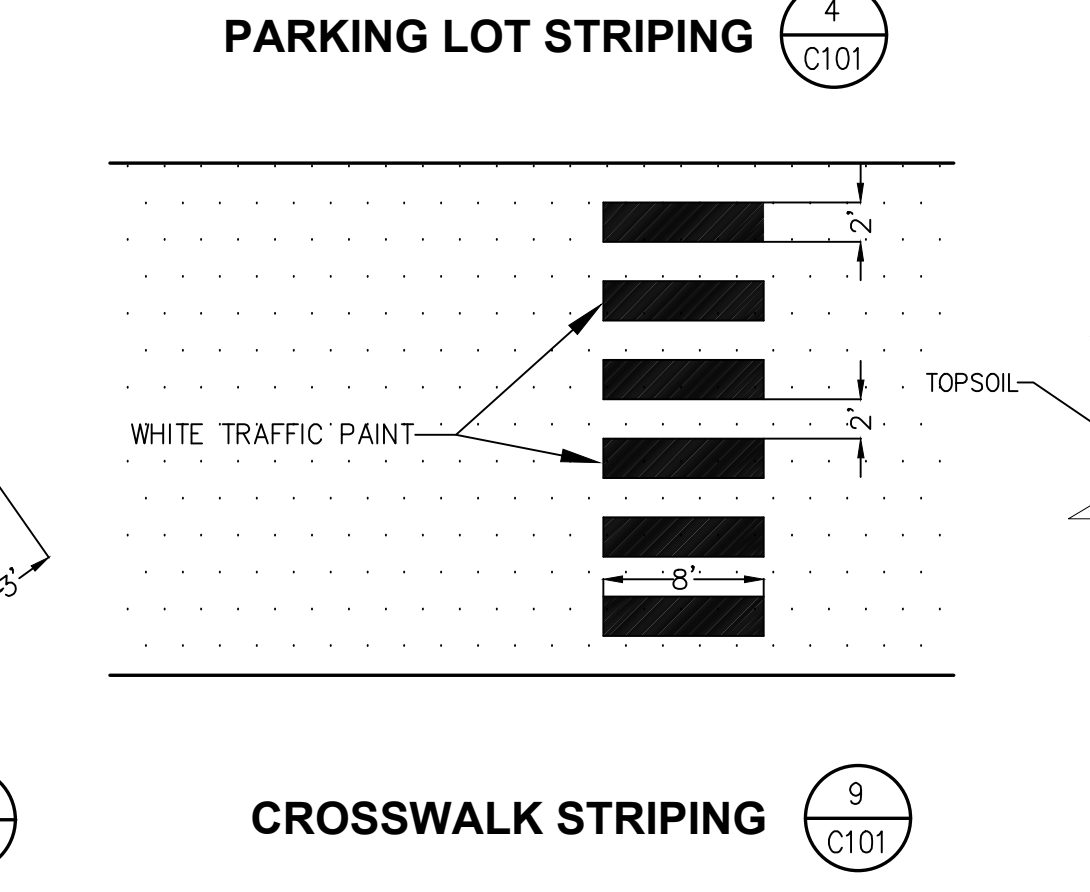 PARKING LOT STRIPING
4
C101
2'
TOPSOIL
2'
WHITE TRAFFIC PAINT
3'
8'
CROSSWALK STRIPING
9
C101